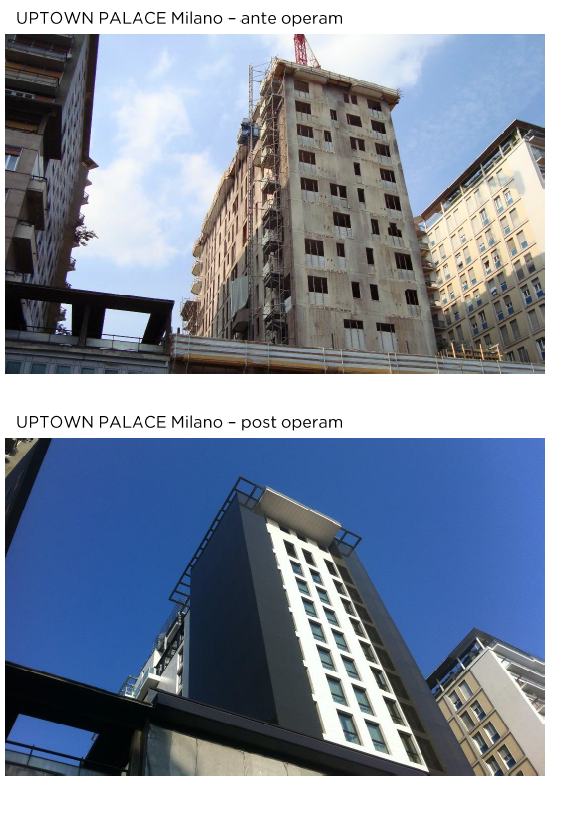 UPTOWN PALACE Milano – ante operam
UPTOWN PALACE Milano – post operam